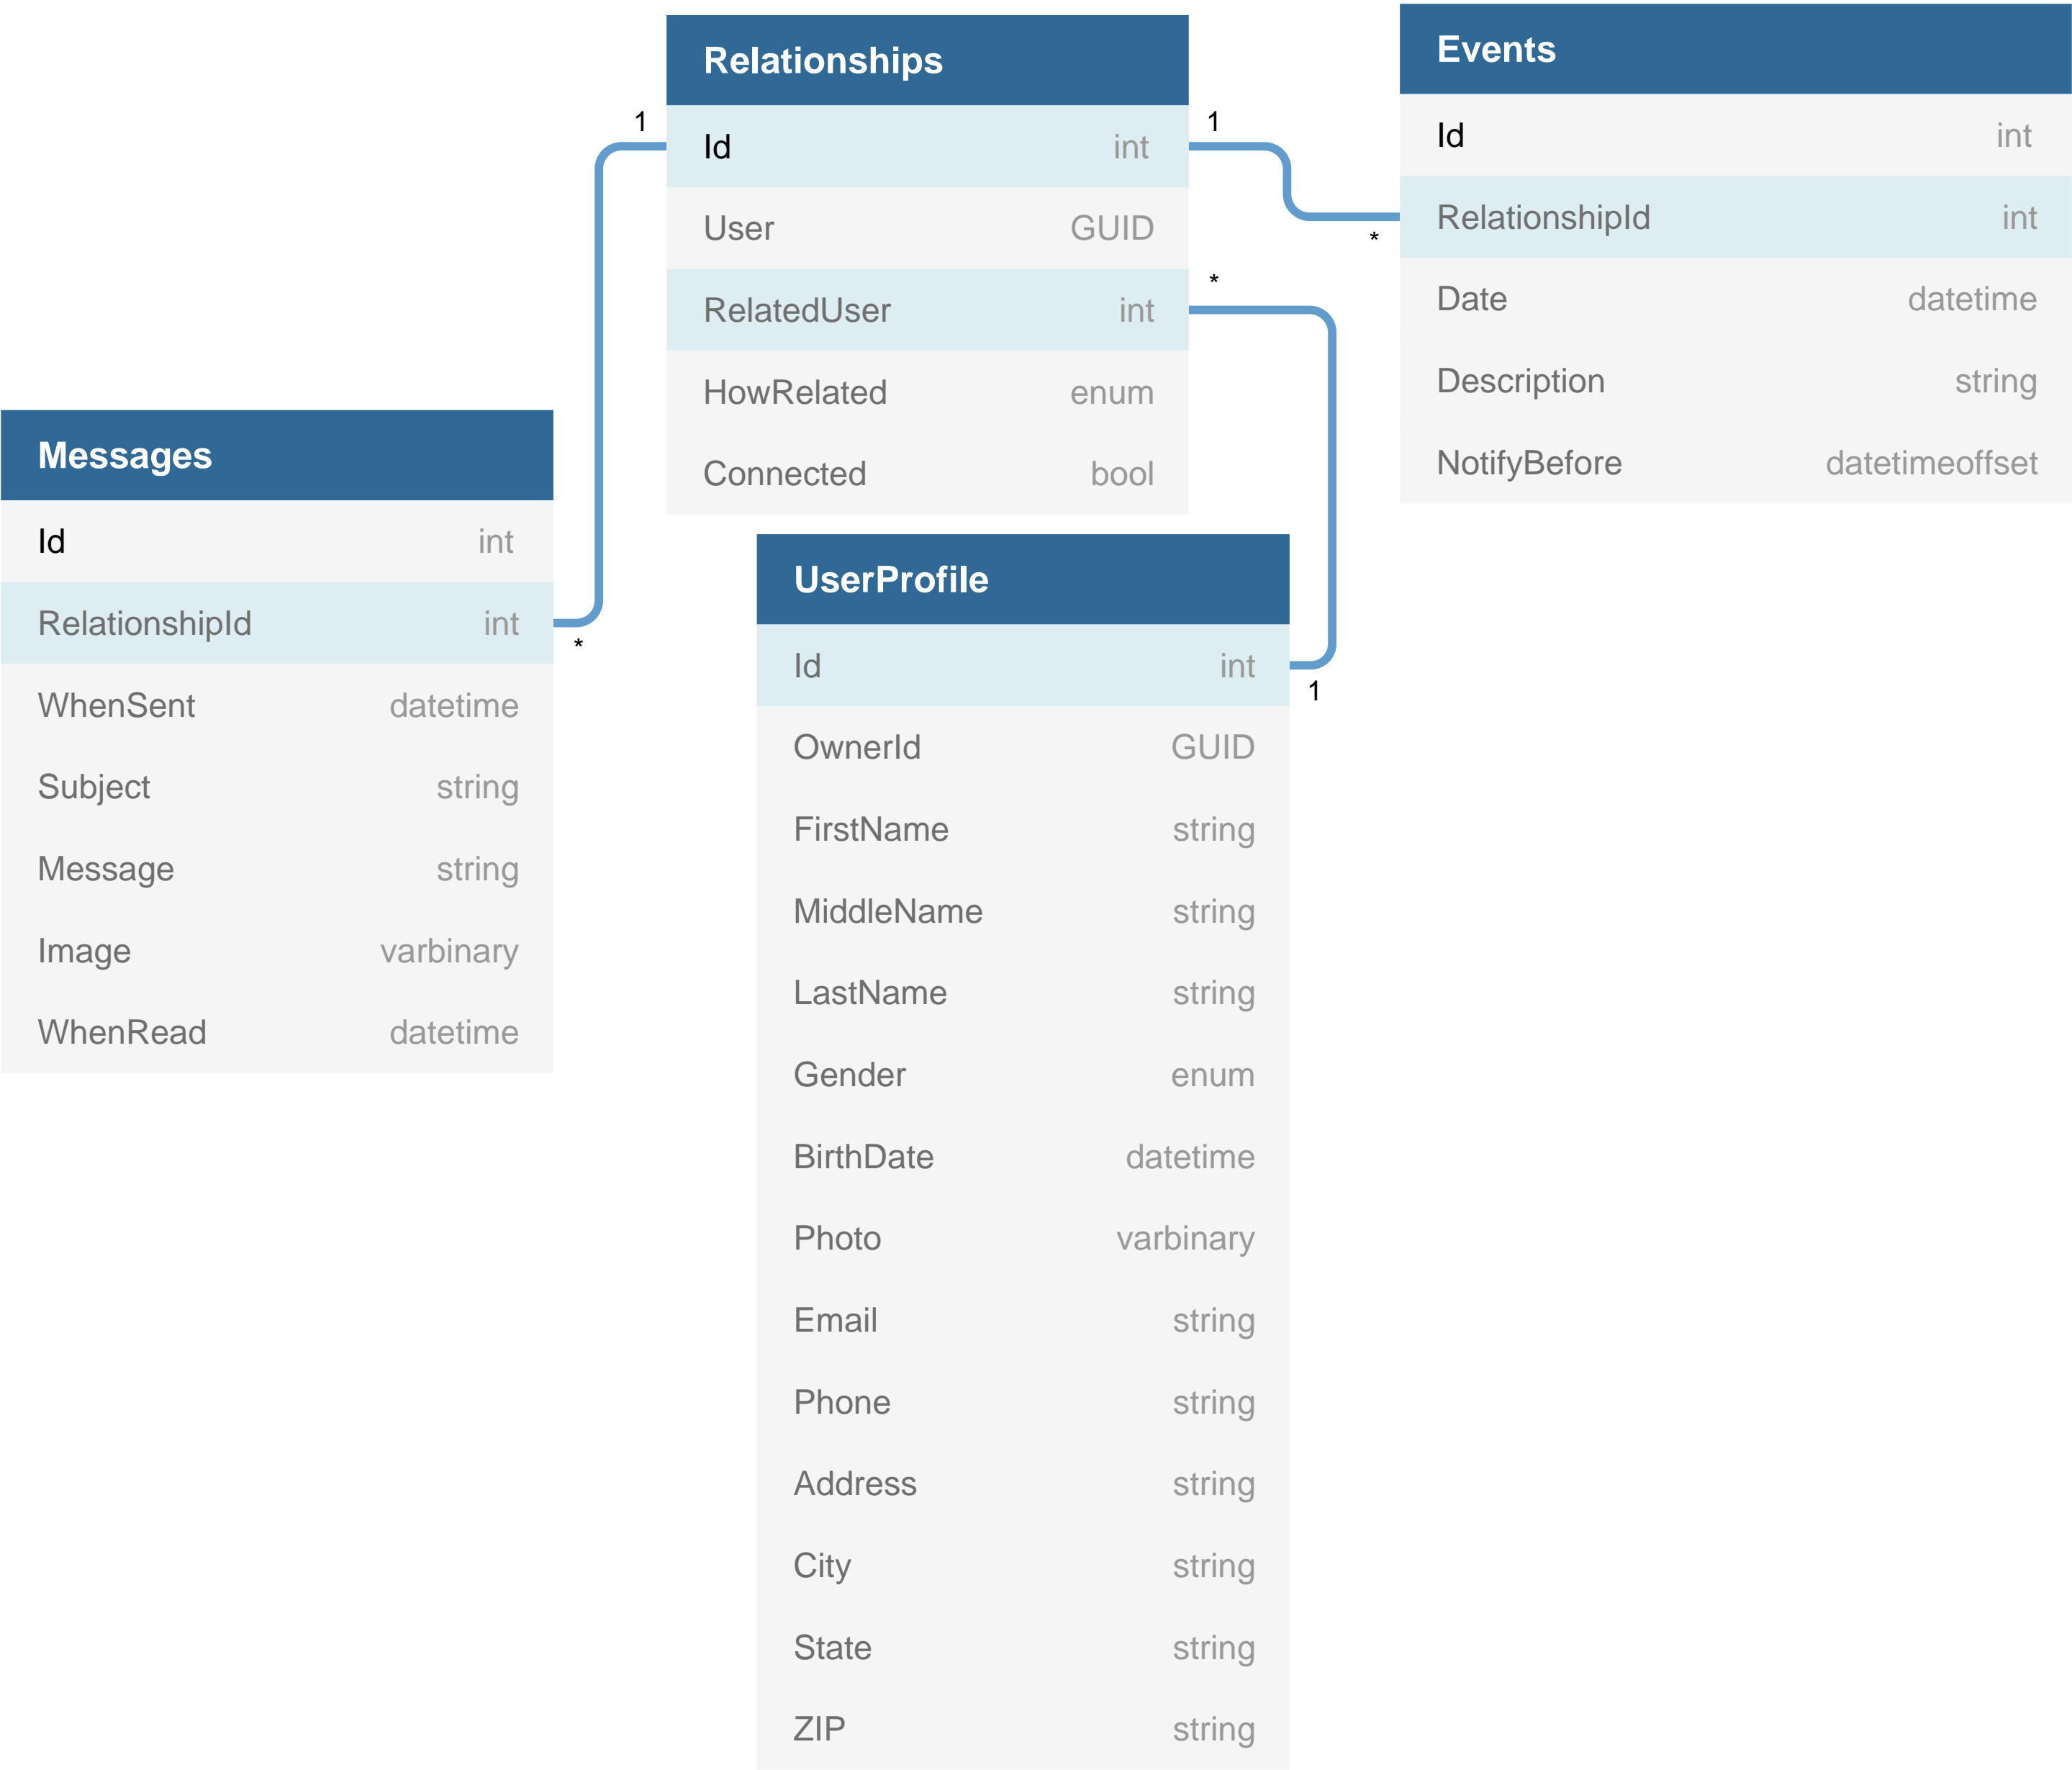 Relationships
Id int
User GUID
RelatedUser int
HowRelated enum
Connected bool
1
1
*
*
Events
Id int
RelationshipId int
Date datetime
Description string
NotifyBefore datetimeoffset
Messages
Id int
RelationshipId int
WhenSent datetime
Subject string
Message string
Image varbinary
WhenRead datetime
*
UserProfile
Id int
OwnerId GUID
FirstName string
MiddleName string
LastName string
Gender enum
BirthDate datetime
Photo varbinary
Email string
Phone string
Address string
City string
State string
ZIP string
1